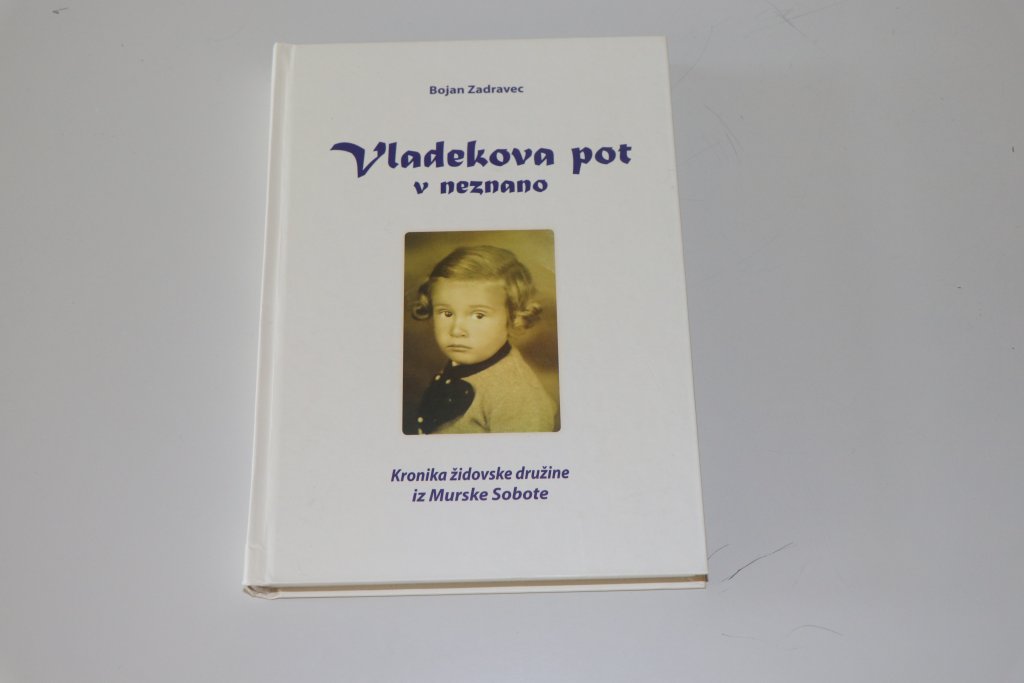 Bojan Zadravec
Vladekova pot
v neznano
Kronika židovske družine
iz Murske Sobote